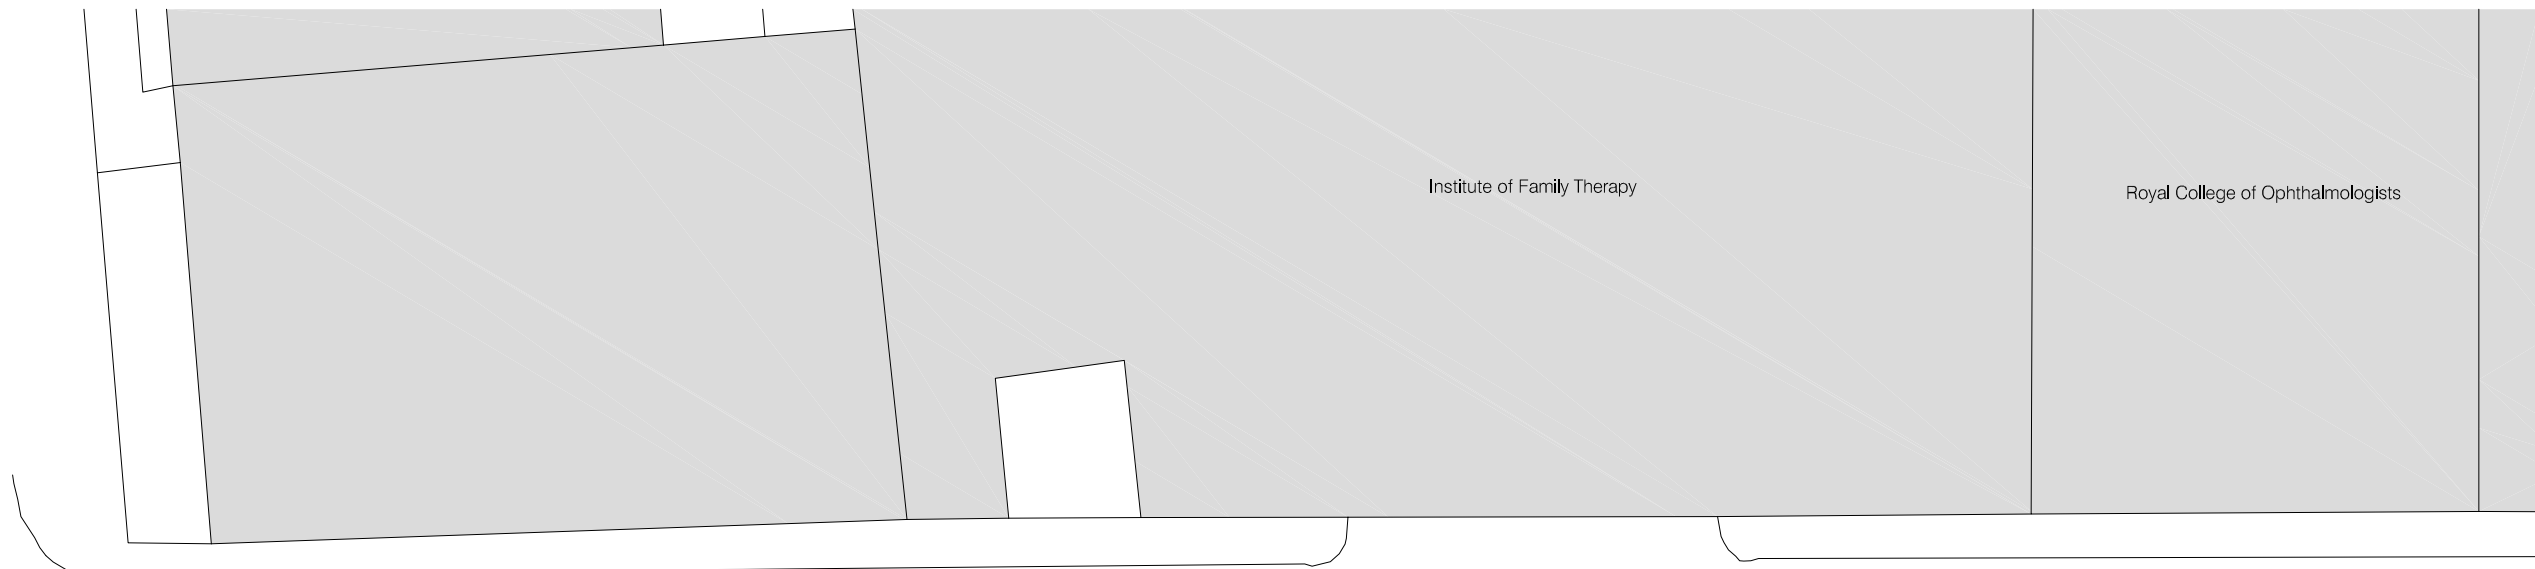 Institute of Family Therapy
Royal College of Ophthalmologists